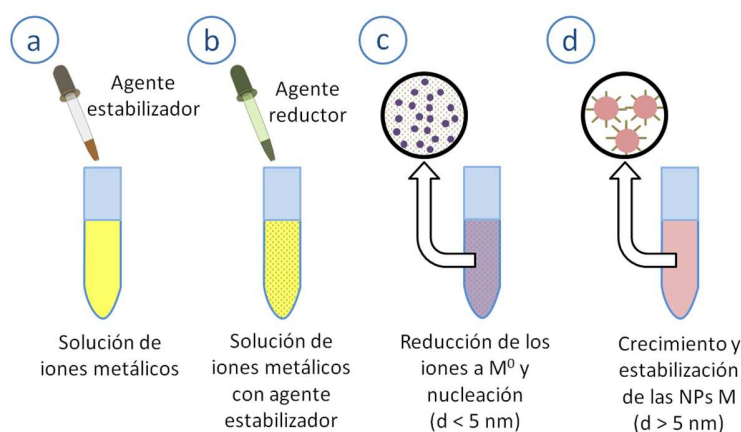 a
b
c
d
Agente
estabilizador
Agente
reductor
Solución de
iones metálicos
Solución de
iones metálicos
con agente
estabilizador
Reducción de los
iones a M⁰ y
nucleación
(d < 5 nm)
Crecimiento y
estabilización
de las NPs M
(d > 5 nm)